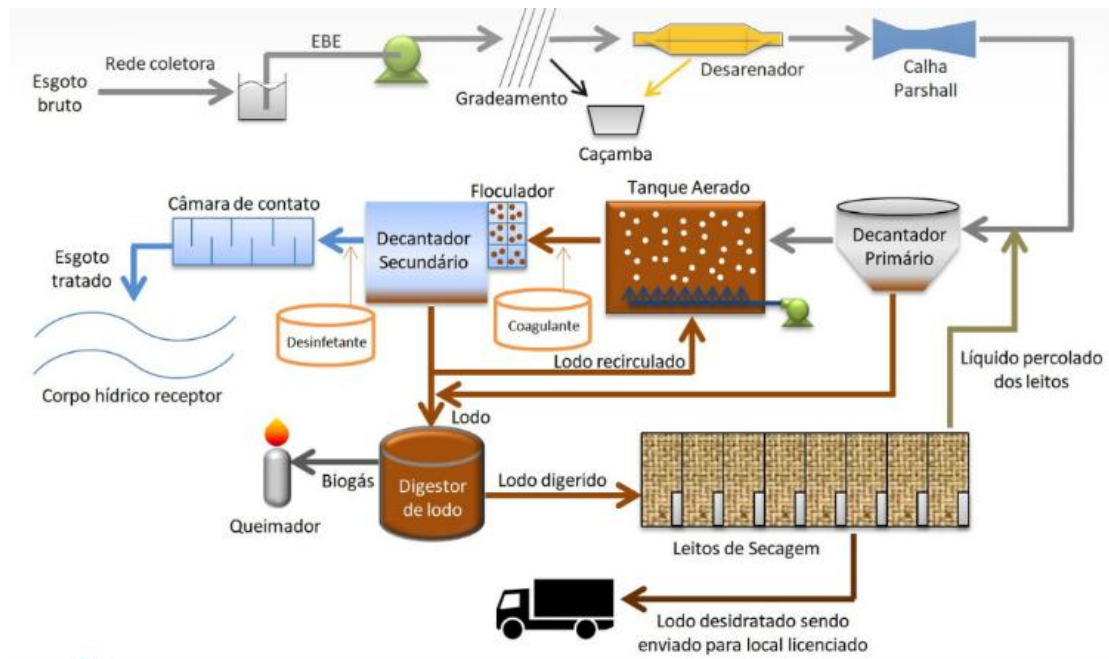 Esgoto
bruto
Rede coletora
EBE
Gradeamento
Caçamba
Desarenador
Calha
Parshall
Câmara de contato
Floculador
Tanque Aerado
Decantador
Secundário
Decantador
Primário
Esgoto
tratado
Desinfetante
Coagulante
Lodo recirculado
Líquido percolado
dos leitos
Corpo hídrico receptor
Lodo
Biogás
Digestor
de lodo
Lodo digerido
Queimador
Leitos de Secagem
Lodo desidratado sendo
enviado para local licenciado